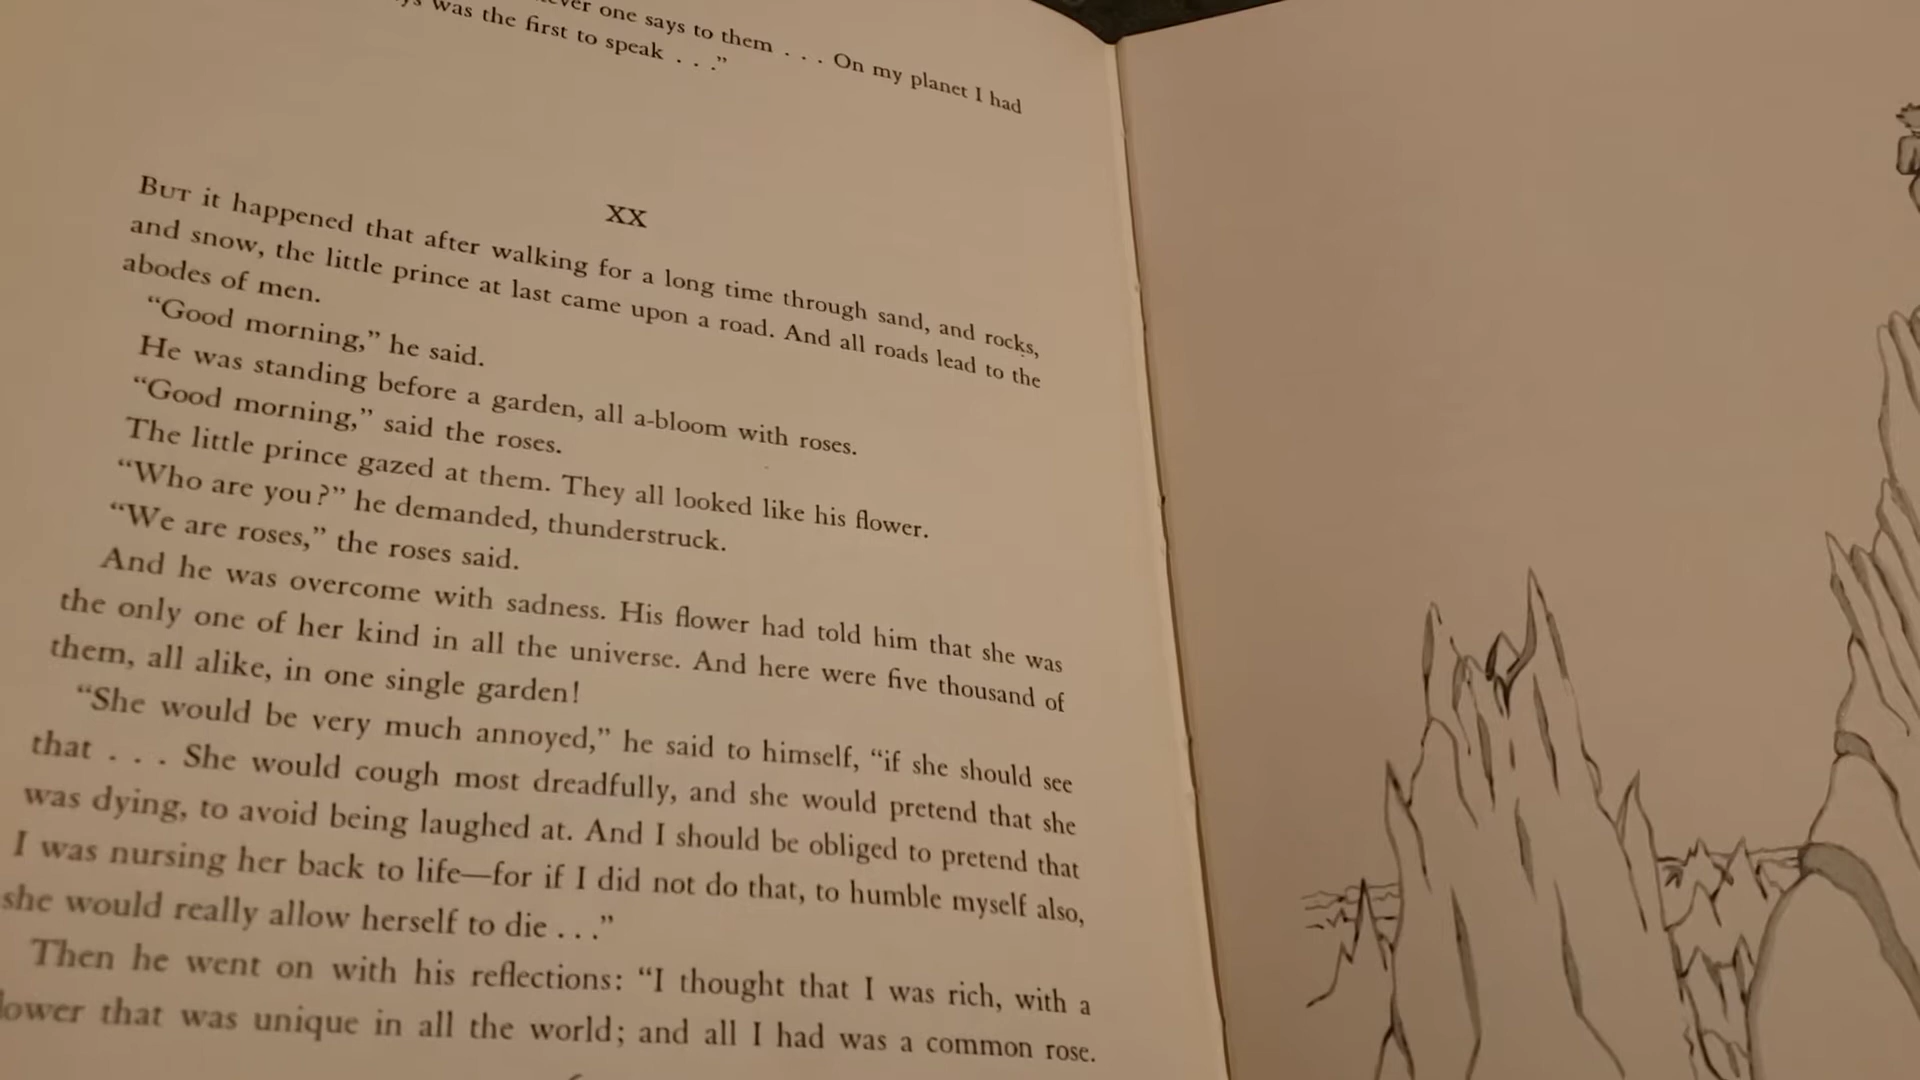 one says to them . . . On my planet I had
was the first to speak . . .”
XX
BUT it happened that after walking for a long time through sand, and rocks,
and snow, the little prince at last came upon a road. And all roads lead to the
abodes of men.
“Good morning,” he said.
He was standing before a garden, all a-bloom with roses.
“Good morning,” said the roses.
The little prince gazed at them. They all looked like his flower.
“Who are you?” he demanded, thunderstruck.
“We are roses,” the roses said.
And he was overcome with sadness. His flower had told him that she was
the only one of her kind in all the universe. And here were five thousand of
them, all alike, in one single garden!
“She would be very much annoyed,” he said to himself, “if she should see
that . . . She would cough most dreadfully, and she would pretend that she
was dying, to avoid being laughed at. And I should be obliged to pretend that
I was nursing her back to life—for if I did not do that, to humble myself also,
she would really allow herself to die . . .”
Then he went on with his reflections: “I thought that I was rich, with a
lower that was unique in all the world; and all I had was a common rose.